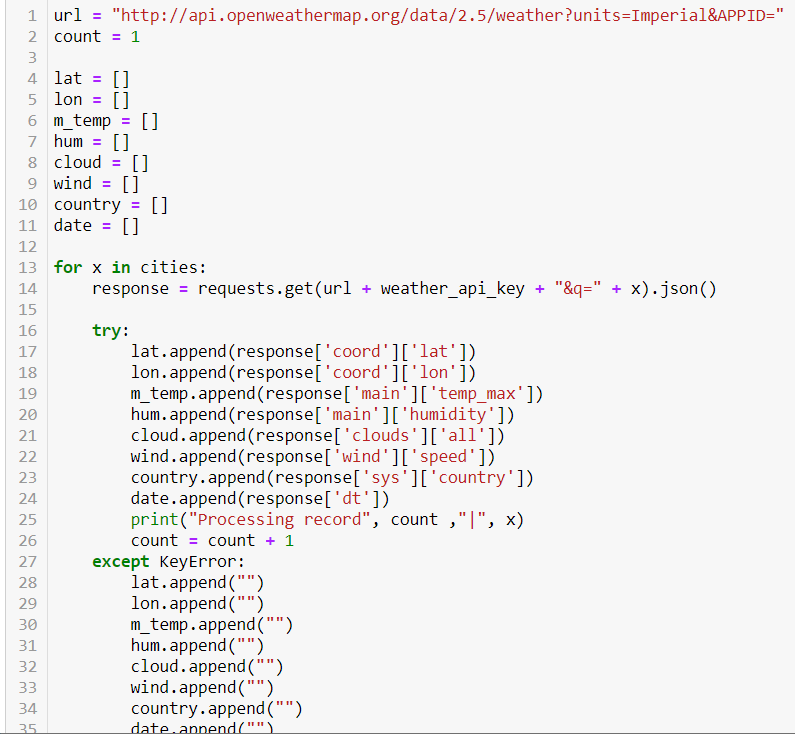 1 url = "http://api.openweathermap.org/data/2.5/weather?units=Imperial&APPID="
2 count = 1
3
4 lat = []
5 lon = []
6 m_temp = []
7 hum = []
8 cloud = []
9 wind = []
10 country = []
11 date = []
12
13 for x in cities:
14     response = requests.get(url + weather_api_key + "&q=" + x).json()
15
16     try:
17         lat.append(response['coord']['lat'])
18         lon.append(response['coord']['lon'])
19         m_temp.append(response['main']['temp_max'])
20         hum.append(response['main']['humidity'])
21         cloud.append(response['clouds']['all'])
22         wind.append(response['wind']['speed'])
23         country.append(response['sys']['country'])
24         date.append(response['dt'])
25         print("Processing record", count ,"|", x)
26         count = count + 1
27     except KeyError:
28         lat.append("")
29         lon.append("")
30         m_temp.append("")
31         hum.append("")
32         cloud.append("")
33         wind.append("")
34         country.append("")
35         date.append("")